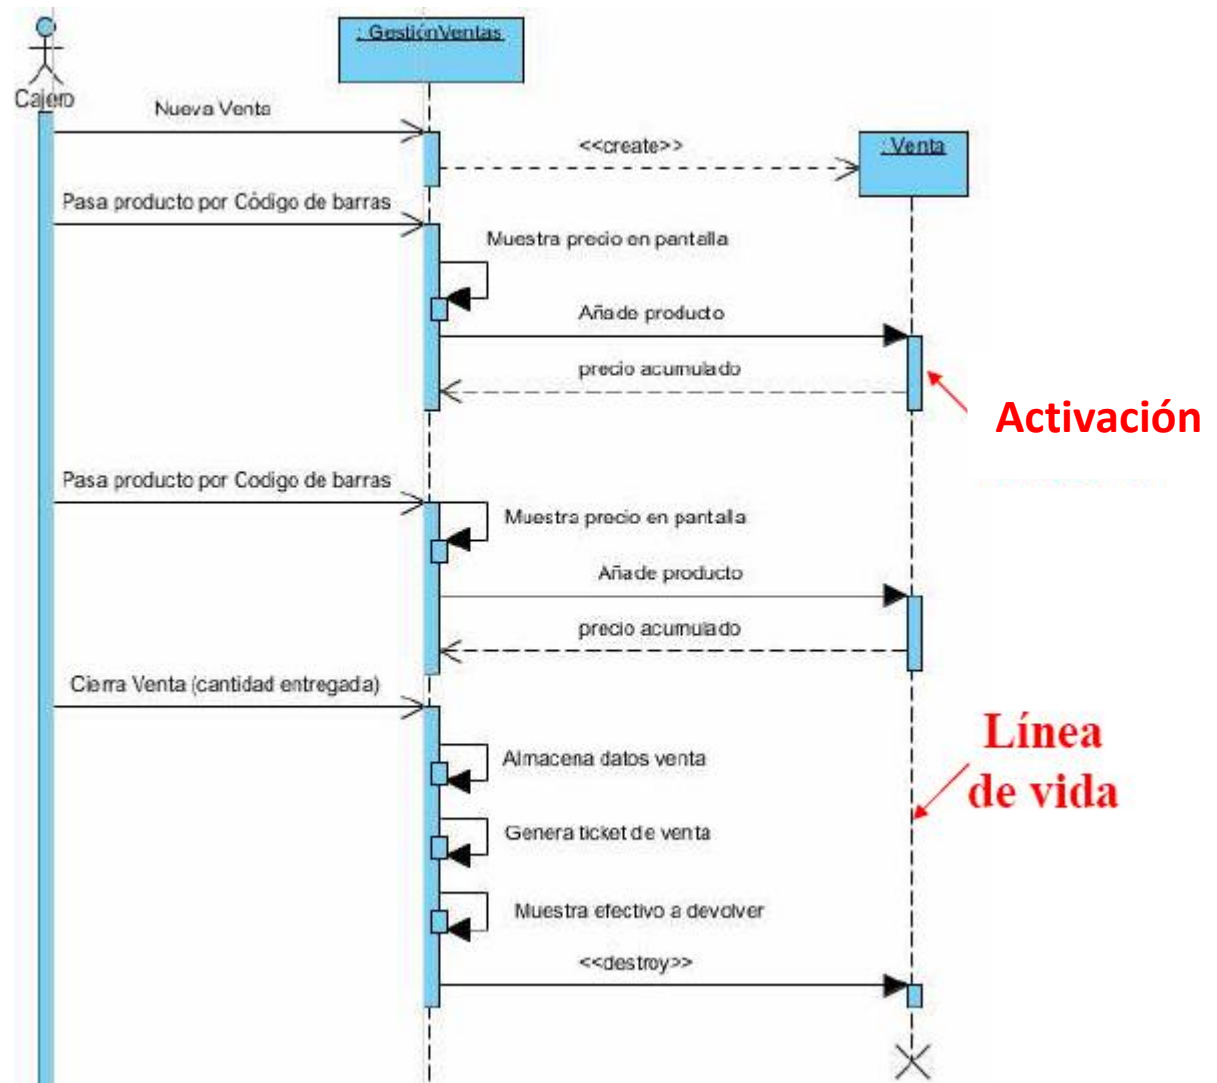 : GestiónVentas
Cajero
Nueva Venta
<<create>>
: Venta
Pasa producto por Código de barras
Muestra precio en pantalla
Añade producto
precio acumulado
Activación
Pasa producto por Codigo de barras
Muestra precio en pantalla
Añade producto
precio acumulado
Cierra Venta (cantidad entregada)
Línea
de vida
Almacena datos venta
Genera ticket de venta
Muestra efectivo a devolver
<<destroy>>